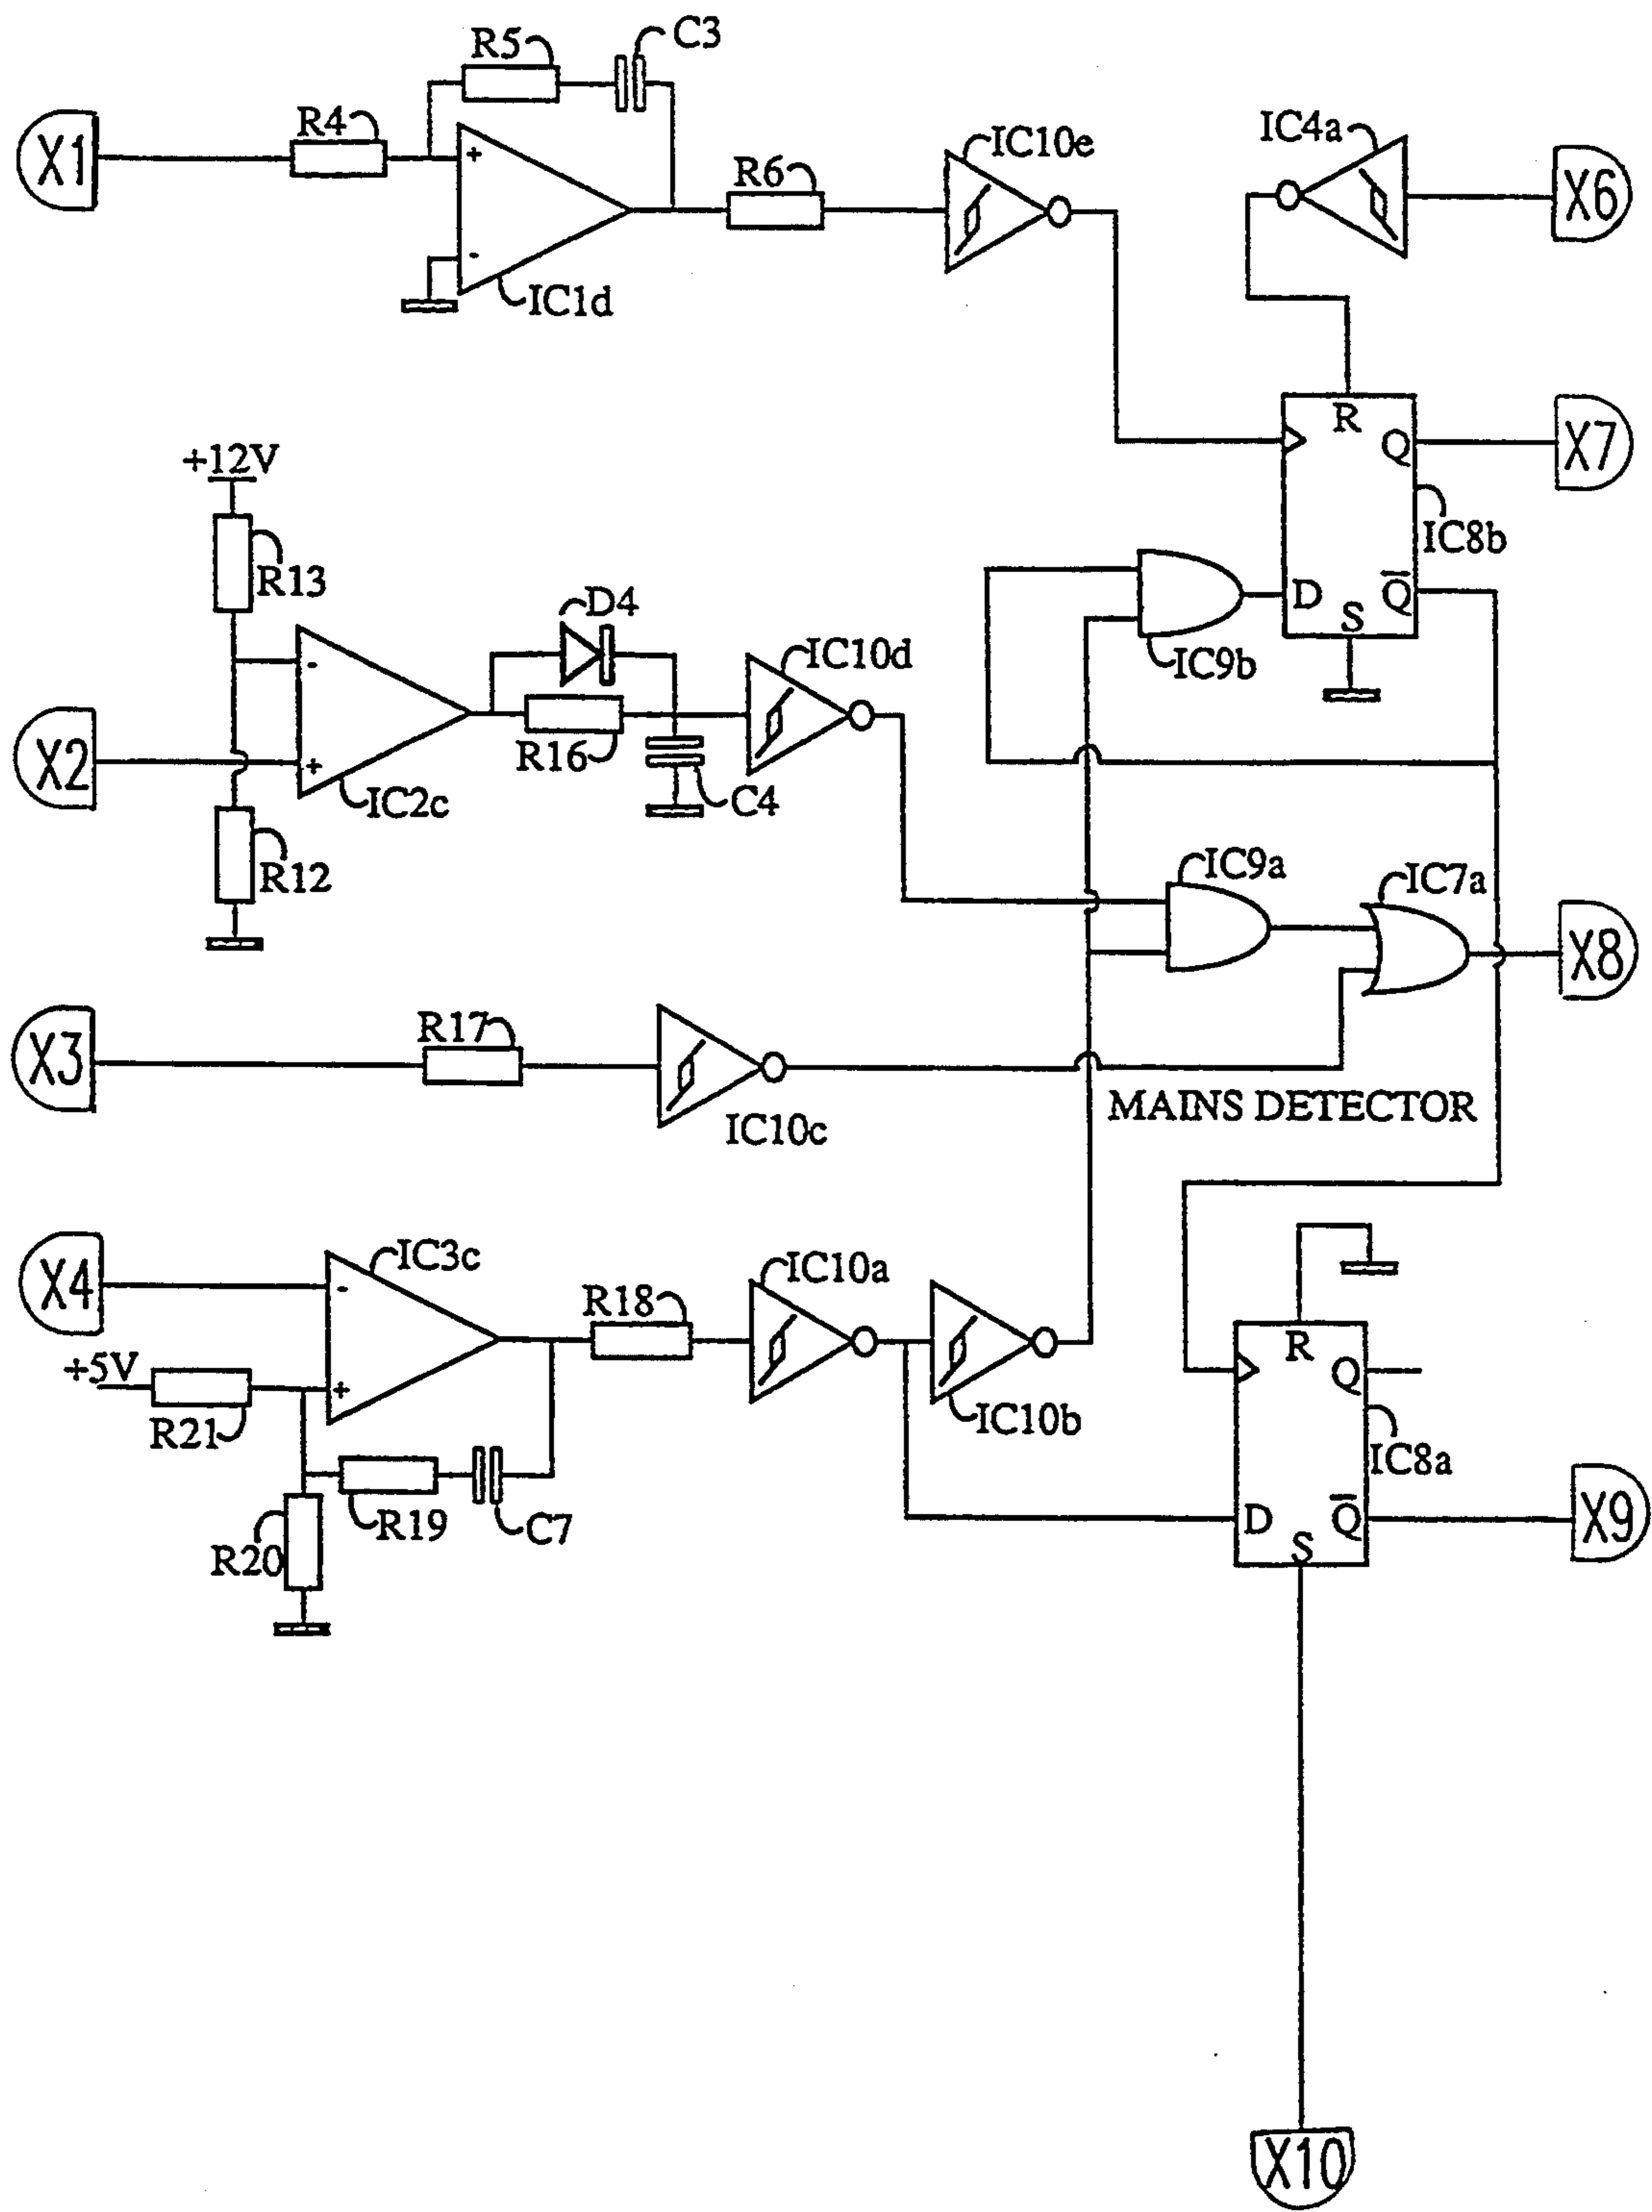 R5
C3
X1
R4
+
-
IC1d
R6
IC10e
IC4a
X6
R
Q
X7
IC8b
D
S
Q̅
IC9b
+12V
R13
-
X2
+
IC2c
R12
D4
R16
C4
IC10d
IC9a
IC7a
X8
X3
R17
IC10c
MAINS DETECTOR
X4
-
IC3c
+5V
R21
+
R18
IC10a
IC10b
R19
C7
R20
R
Q
IC8a
D
S
Q̅
X9
X10